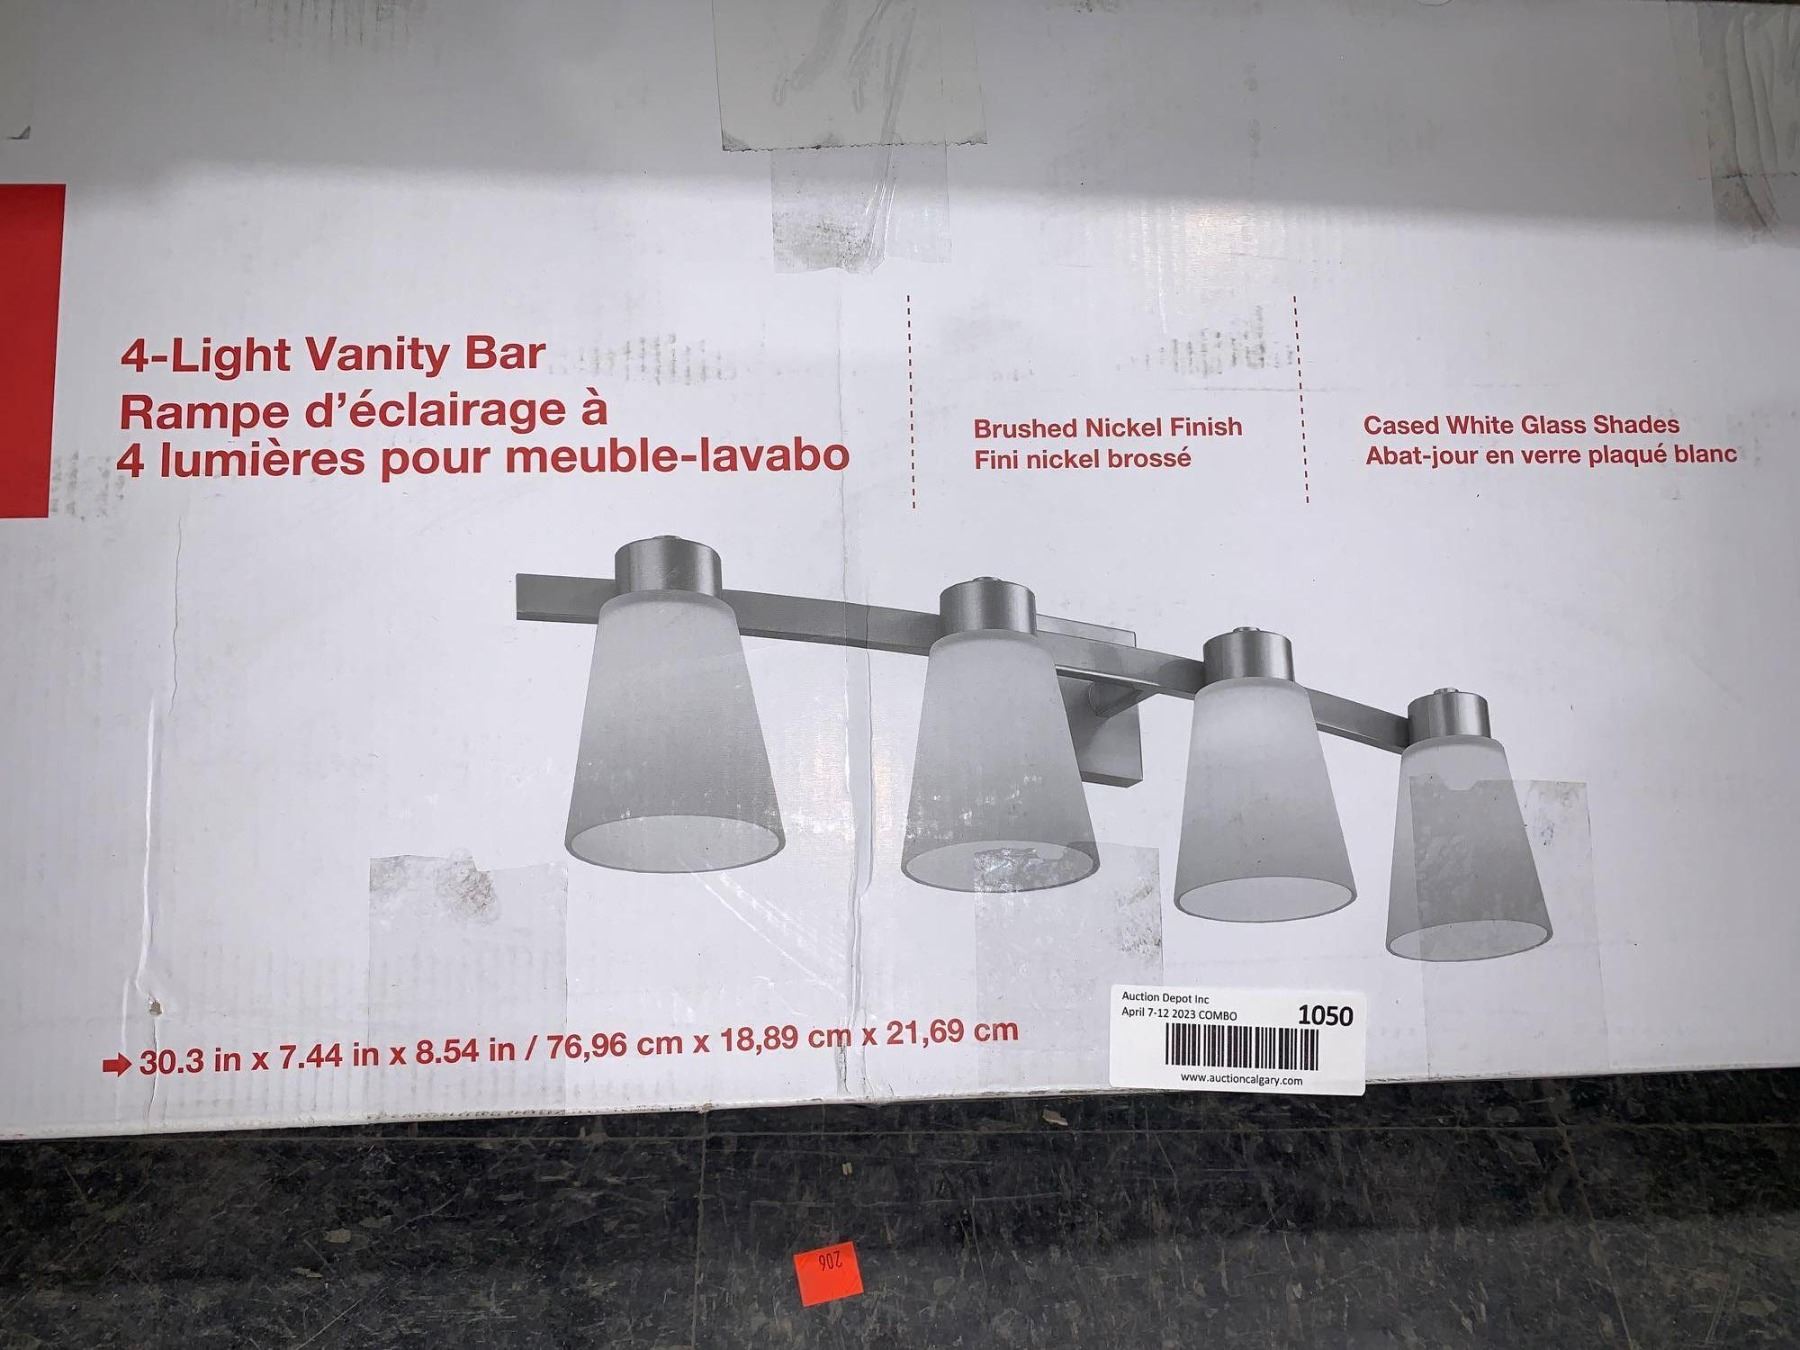 4-Light Vanity Bar
Rampe d'éclairage à
4 lumières pour meuble-lavabo
Brushed Nickel Finish
Fini nickel brossé
Cased White Glass Shades
Abat-jour en verre plaqué blanc
30.3 in x 7.44 in x 8.54 in / 76,96 cm x 18,89 cm x 21,69 cm
Auction Depot Inc
April 7-12 2023 COMBO
1050
www.auctioncalgary.com
206